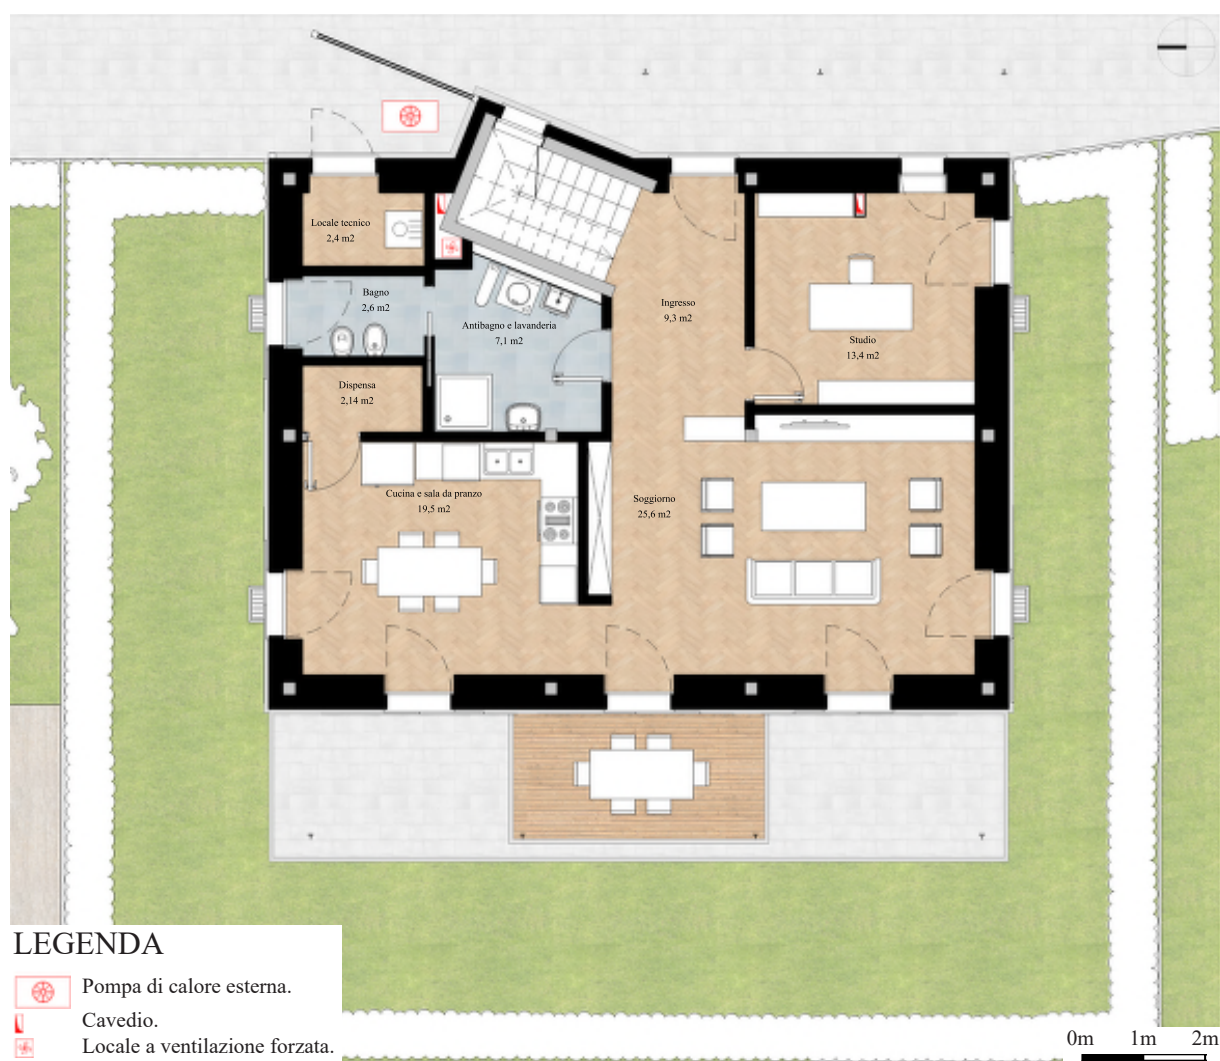 Locale tecnico
2,4 m2
Bagno
2,6 m2
Antibagno e lavanderia
7,1 m2
Ingresso
9,3 m2
Studio
13,4 m2
Dispensa
2,14 m2
Cucina e sala da pranzo
19,5 m2
Soggiorno
25,6 m2
LEGENDA
Pompa di calore esterna.
Cavedio.
Locale a ventilazione forzata.
0m 1m 2m